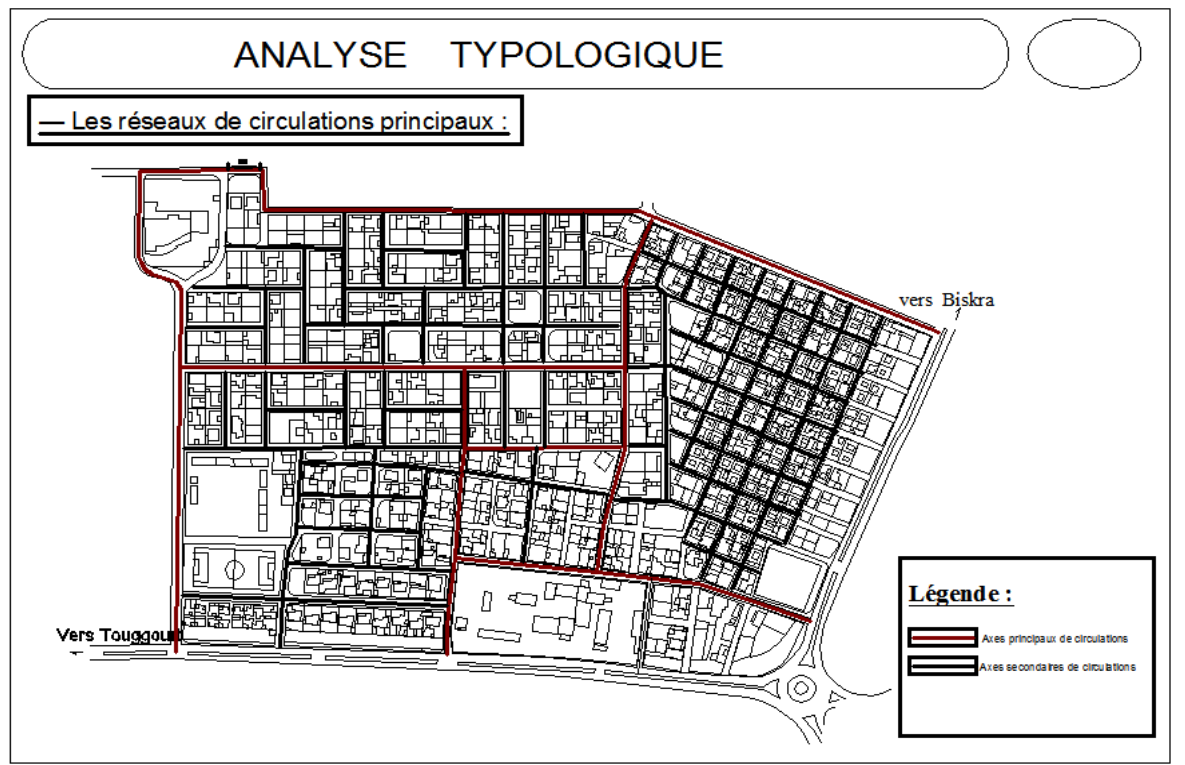 ANALYSE TYPOLOGIQUE
— Les réseaux de circulations principaux :
vers Biskra
Vers Touggourt
Légende :
Axes principaux de circulations
Axes secondaires de circulations